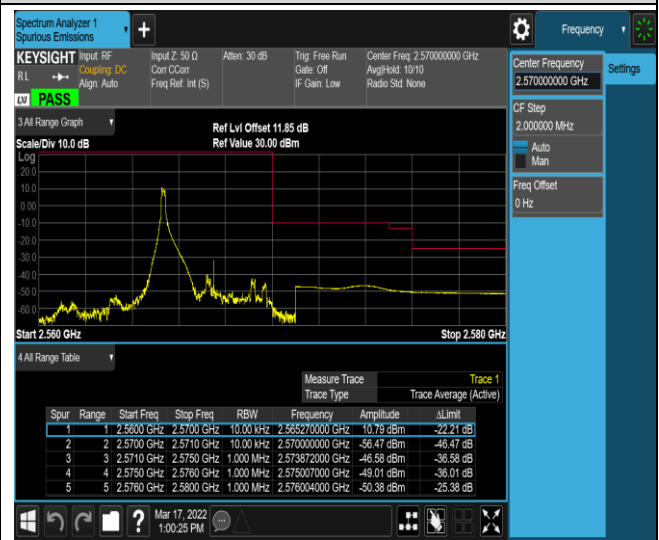 Spectrum Analyzer 1
Spurious Emissions
Frequency
KEYSIGHT
Input: RF
Input Z: 50 Ω
Atten: 30 dB
Trig: Free Run
Center Freq: 2.570000000 GHz
RL
Coupling: DC
Corr CCorr
Gate: Off
Avg|Hold: 10/10
Align: Auto
Freq Ref: Int (S)
IF Gain: Low
Radio Std: None
LXI
PASS
3 All Range Graph
Ref Lvl Offset 11.85 dB
Scale/Div 10.0 dB
Ref Value 30.00 dBm
Log
20.0
10.0
0.00
-10.0
-20.0
-30.0
-40.0
-50.0
-60.0
Start 2.560 GHz
Stop 2.580 GHz
4 All Range Table
Measure Trace
Trace 1
Trace Type
Trace Average (Active)
Spur Range Start Freq Stop Freq RBW Frequency Amplitude ΔLimit
1 1 2.5600 GHz 2.5700 GHz 10.00 kHz 2.565270000 GHz 10.79 dBm -22.21 dB
2 2 2.5700 GHz 2.5710 GHz 10.00 kHz 2.570000000 GHz -56.47 dBm -46.47 dB
3 3 2.5710 GHz 2.5750 GHz 1.000 MHz 2.573872000 GHz -46.58 dBm -36.58 dB
4 4 2.5750 GHz 2.5760 GHz 1.000 MHz 2.575007000 GHz -49.01 dBm -36.01 dB
5 5 2.5760 GHz 2.5800 GHz 1.000 MHz 2.576004000 GHz -50.38 dBm -25.38 dB
Mar 17, 2022
1:00:25 PM
Center Frequency
2.570000000 GHz
Settings
CF Step
2.000000 MHz
Auto
Man
Freq Offset
0 Hz